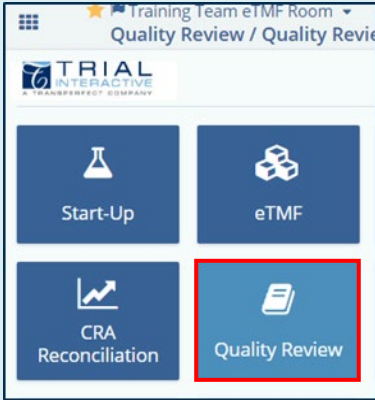 Training Team eTMF Room
Quality Review / Quality Revie
TRIAL
INTERACTIVE
A TRANSPERFECT COMPANY
Start-Up
eTMF
CRA
Reconciliation
Quality Review